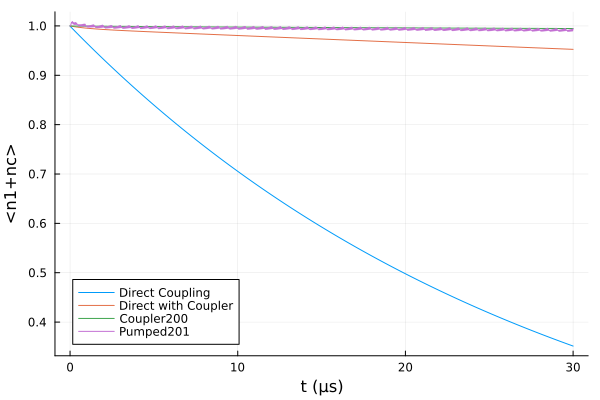 1.0
0.9
0.8
0.7
0.6
0.5
0.4
<n1+nc>
Direct Coupling
Direct with Coupler
Coupler200
Pumped201
0
10
20
30
t (μs)